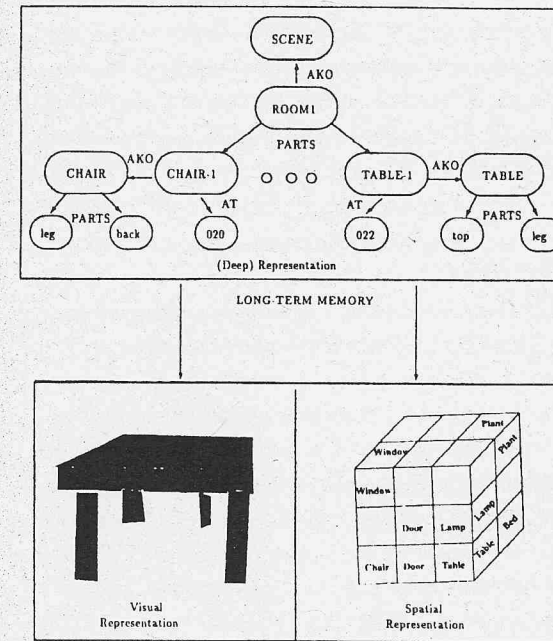 SCENE
AKO
ROOM1
PARTS
CHAIR AKO CHAIR-1 TABLE-1 AKO TABLE
PARTS AT AT PARTS
leg back 020 022 top leg
(Deep) Representation
LONG-TERM MEMORY
Plant
Window Plant
Window
Door Lamp Lamp Bed
Chair Door Table Table
Visual Spatial
Representation Representation